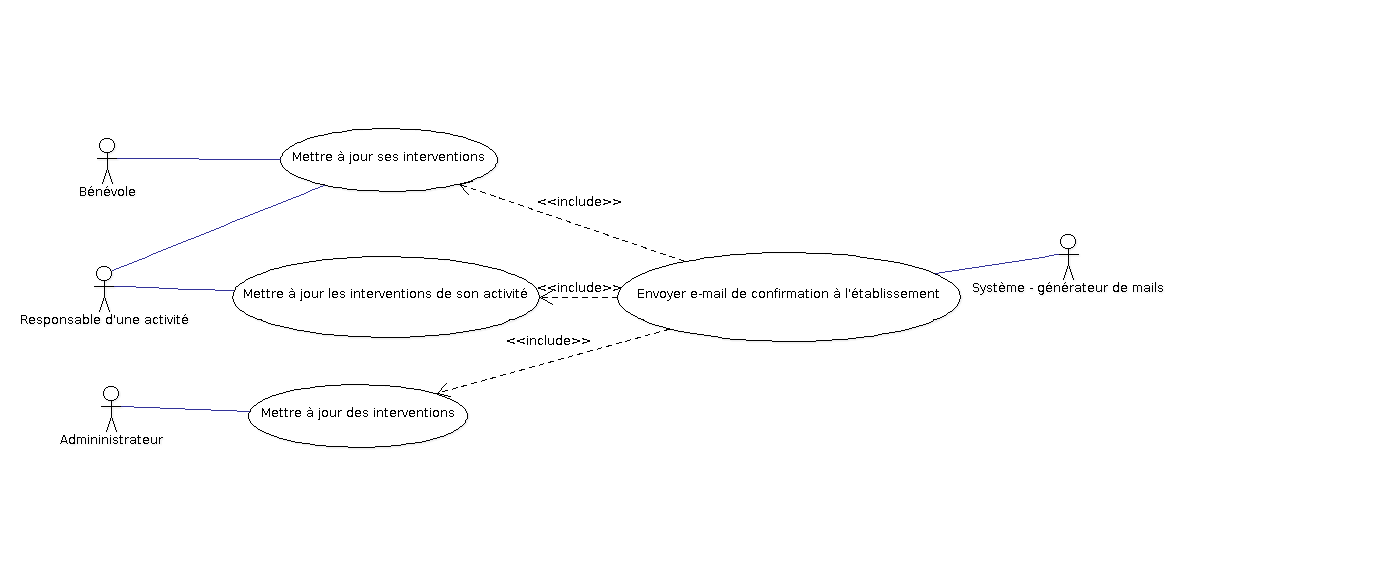 Mettre à jour ses interventions
Bénévole
<<include>>
<<include>>
Mettre à jour les interventions de son activité
Envoyer e-mail de confirmation à l'établissement
Système - générateur de mails
Responsable d'une activité
<<include>>
Mettre à jour des interventions
Admininistrateur